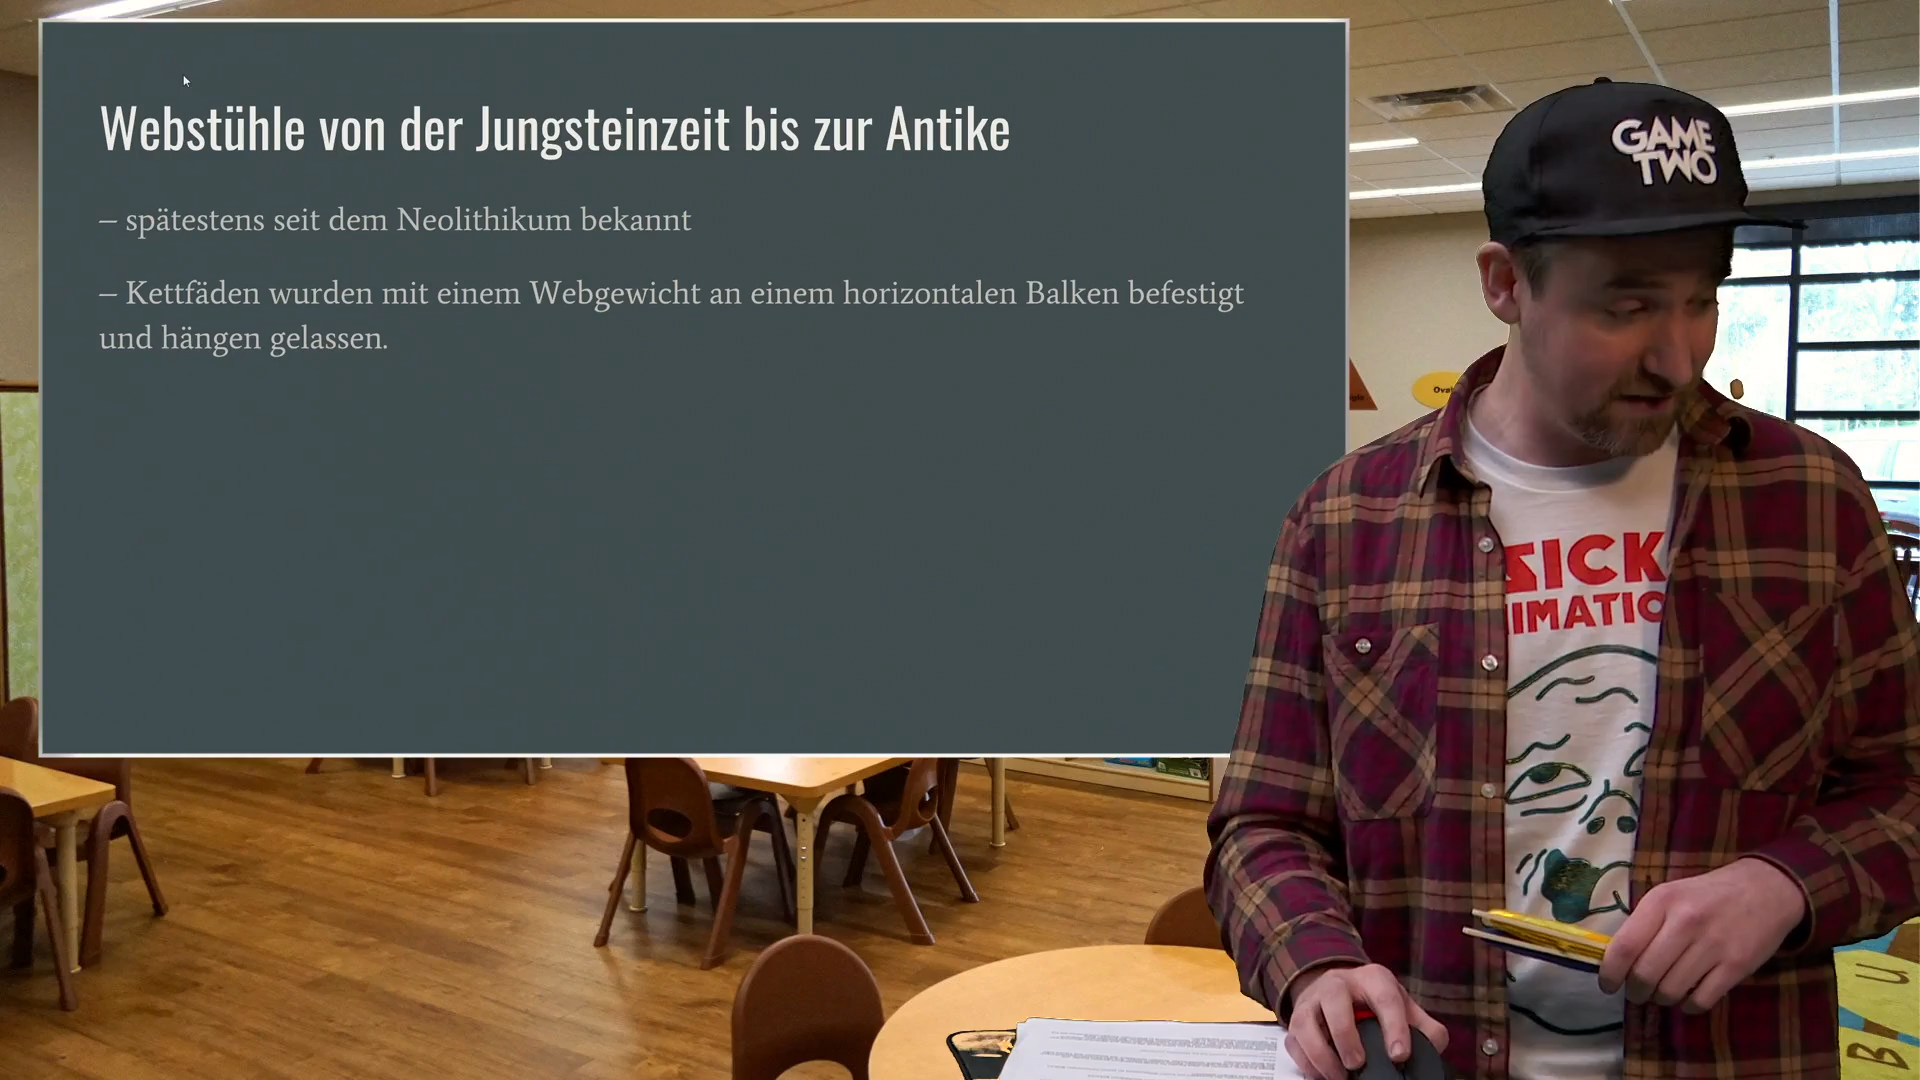 Webstühle von der Jungsteinzeit bis zur Antike
– spätestens seit dem Neolithikum bekannt
– Kettfäden wurden mit einem Webgewicht an einem horizontalen Balken befestigt
und hängen gelassen.
GAME
TWO
SICK
IMATIO
Oval
U
B